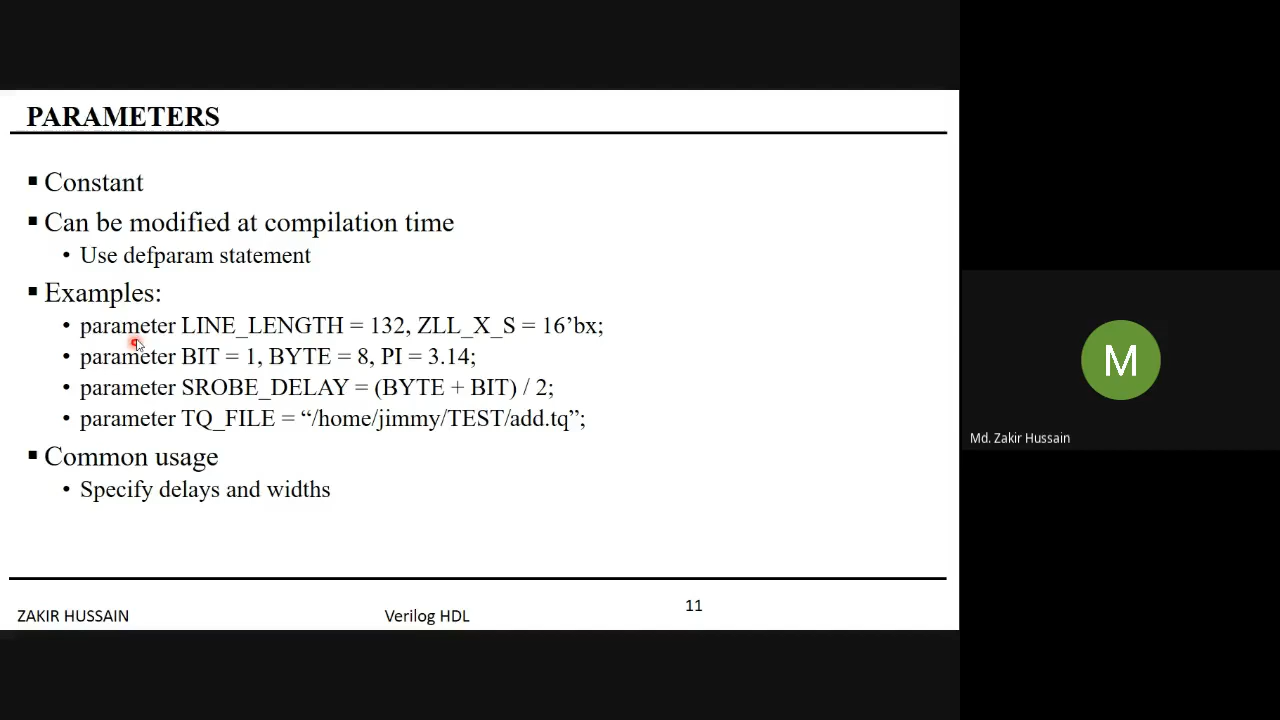 PARAMETERS
▪ Constant
▪ Can be modified at compilation time
• Use defparam statement
▪ Examples:
• parameter LINE_LENGTH = 132, ZLL_X_S = 16’bx;
• parameter BIT = 1, BYTE = 8, PI = 3.14;
• parameter SROBE_DELAY = (BYTE + BIT) / 2;
• parameter TQ_FILE = “/home/jimmy/TEST/add.tq”;
▪ Common usage
• Specify delays and widths
ZAKIR HUSSAIN
Verilog HDL
11
M
Md. Zakir Hussain